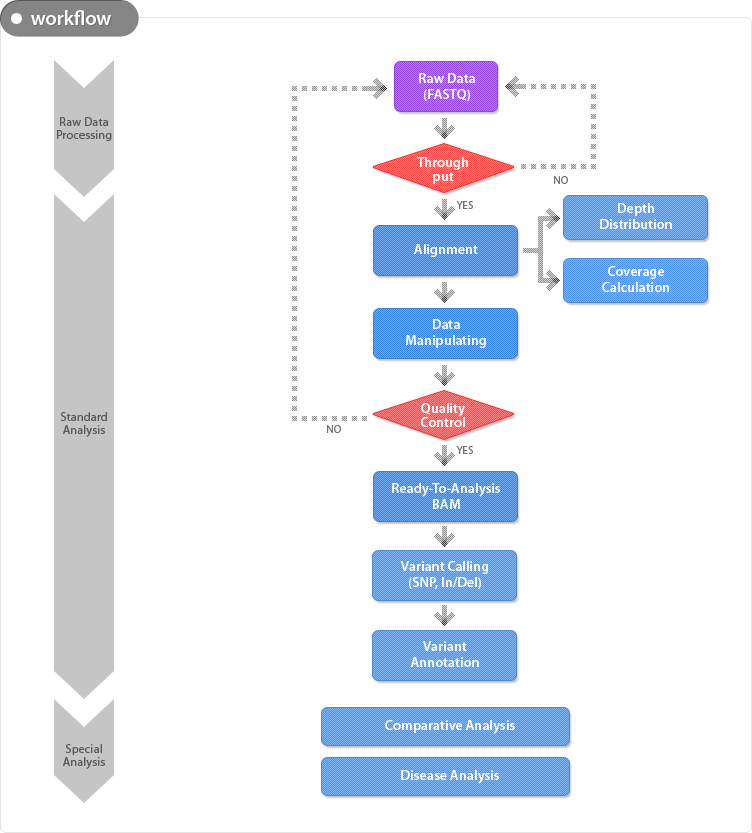 workflow
Raw Data
(FASTQ)
Raw Data
Processing
Through
put
NO
YES
Depth
Distribution
Alignment
Coverage
Calculation
Data
Manipulating
Standard
Analysis
Quality
Control
NO
YES
Ready-To-Analysis
BAM
Variant Calling
(SNP, In/Del)
Variant
Annotation
Special
Analysis
Comparative Analysis
Disease Analysis